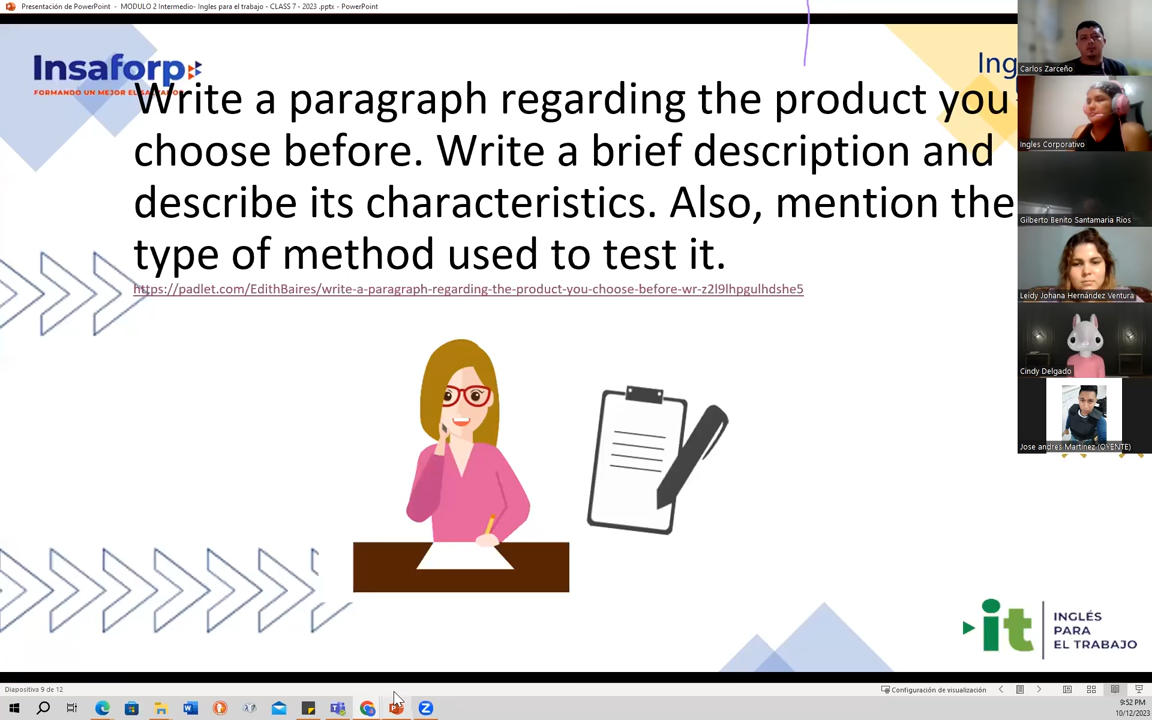 Presentación de PowerPoint - MODULO 2 Intermedio- Ingles para el trabajo - CLASS 7 - 2023 .pptx - PowerPoint
Insaforp
FORMANDO UN MEJOR EL SALVADOR
Ing
Write a paragraph regarding the product you
choose before. Write a brief description and
describe its characteristics. Also, mention the
type of method used to test it.
https://padlet.com/EdithBaires/write-a-paragraph-regarding-the-product-you-choose-before-wr-z2l9lhpgulhdshe5
Carlos Zarceño
Ingles Corporativo
Gilberto Benito Santamaria Rios
Leidy Johana Hernández Ventura
Cindy Delgado
Jose andres Martinez (OYENTE)
it
INGLÉS
PARA
EL TRABAJO
Diapositiva 9 de 12
Configuración de visualización
9:52 PM
10/12/2023